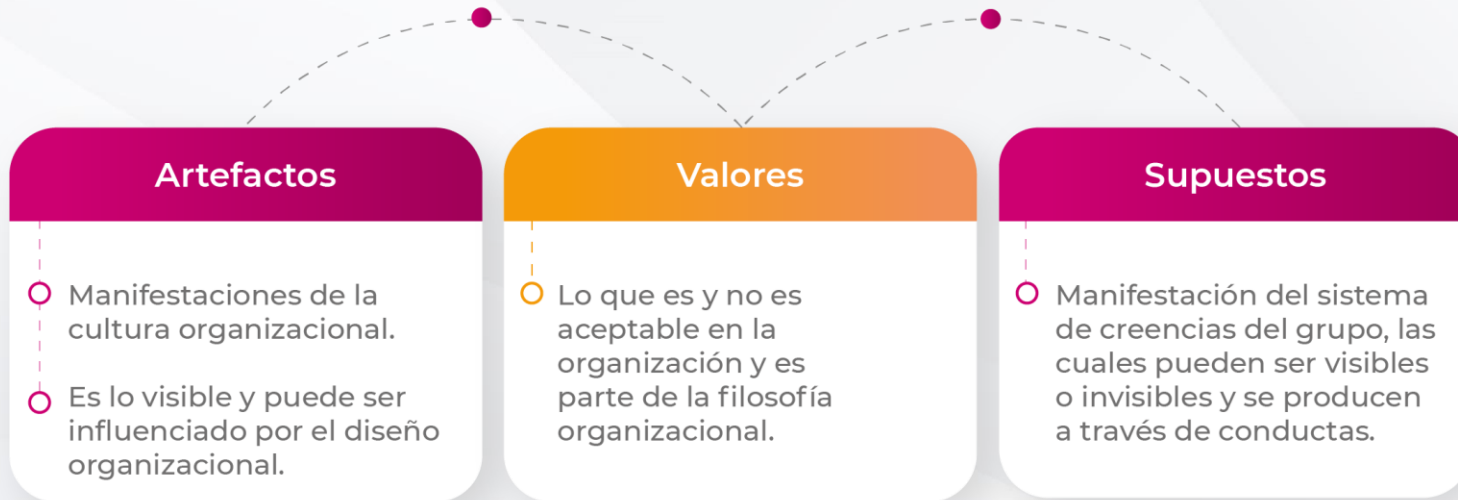 Artefactos
Manifestaciones de la
cultura organizacional.
Es lo visible y puede ser
influenciado por el diseño
organizacional.
Valores
Lo que es y no es
aceptable en la
organización y es
parte de la filosofía
organizacional.
Supuestos
Manifestación del sistema
de creencias del grupo, las
cuales pueden ser visibles
o invisibles y se producen
a través de conductas.